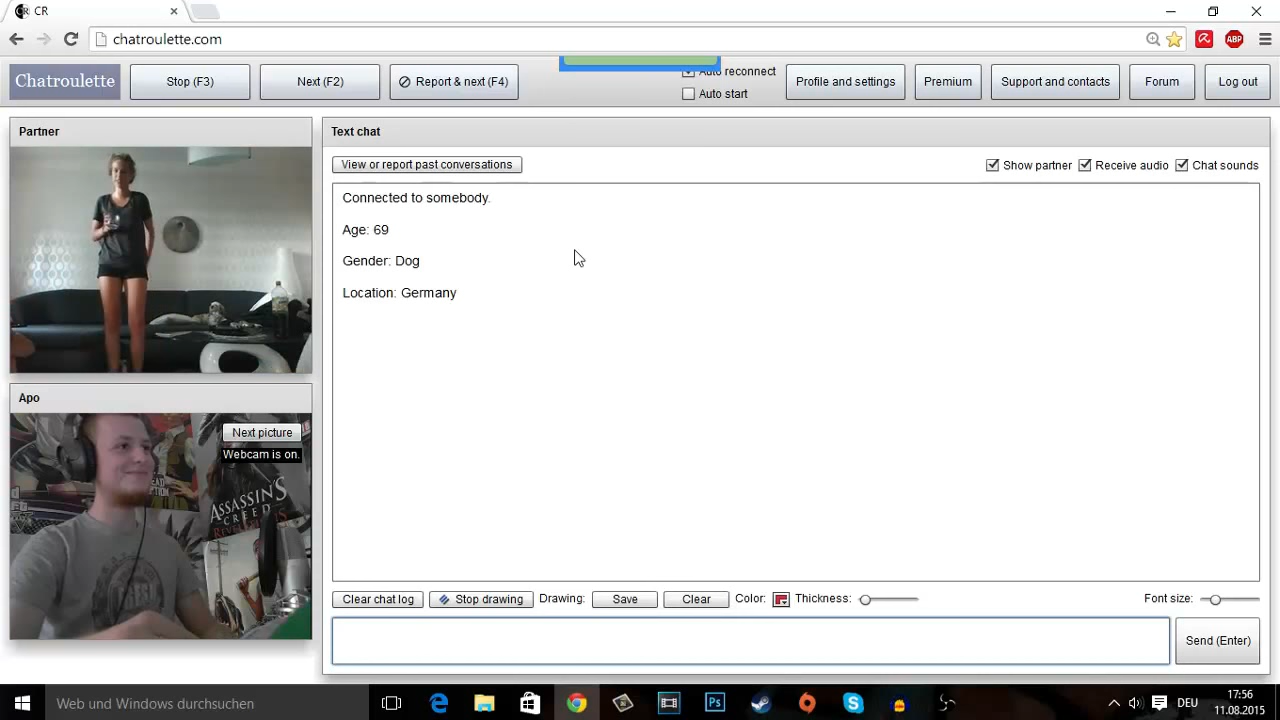 CR CR
chatroulette.com
ABP
Chatroulette
Stop (F3)
Next (F2)
Report & next (F4)
Auto reconnect
Auto start
Profile and settings
Premium
Support and contacts
Forum
Log out
Partner
Text chat
View or report past conversations
Show partner
Receive audio
Chat sounds
Connected to somebody.
Age: 69
Gender: Dog
Location: Germany
Apo
Next picture
Webcam is on.
ASSASSIN'S
CREED
Clear chat log
Stop drawing
Drawing:
Save
Clear
Color:
Thickness:
Font size:
Send (Enter)
Web und Windows durchsuchen
Ps
DEU
17:56
11.08.2015